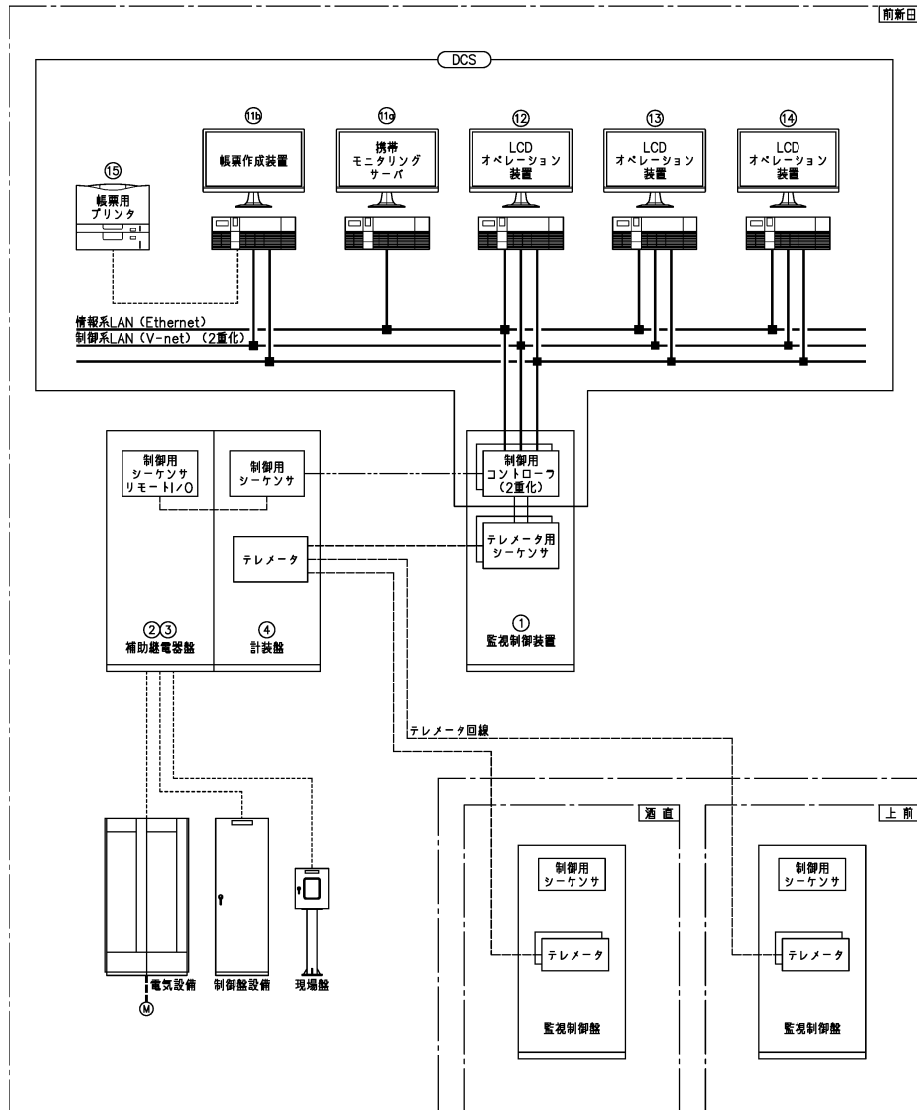 前新田
DCS
11b
11a
12
13
14
15
帳票作成装置
携帯
モニタリング
サーバ
LCD
オペレーション
装置
LCD
オペレーション
装置
LCD
オペレーション
装置
帳票用
プリンタ
情報系LAN（Ethernet）
制御系LAN（V-net）（2重化）
制御用
シーケンサ
リモートI/O
制御用
シーケンサ
制御用
コントローラ
（2重化）
テレメータ
テレメータ用
シーケンサ
②③
補助継電器盤
④
計装盤
①
監視制御装置
テレメータ回線
酒直
上前
制御用
シーケンサ
制御用
シーケンサ
テレメータ
テレメータ
電気設備
制御盤設備
現場盤
M
監視制御盤
監視制御盤